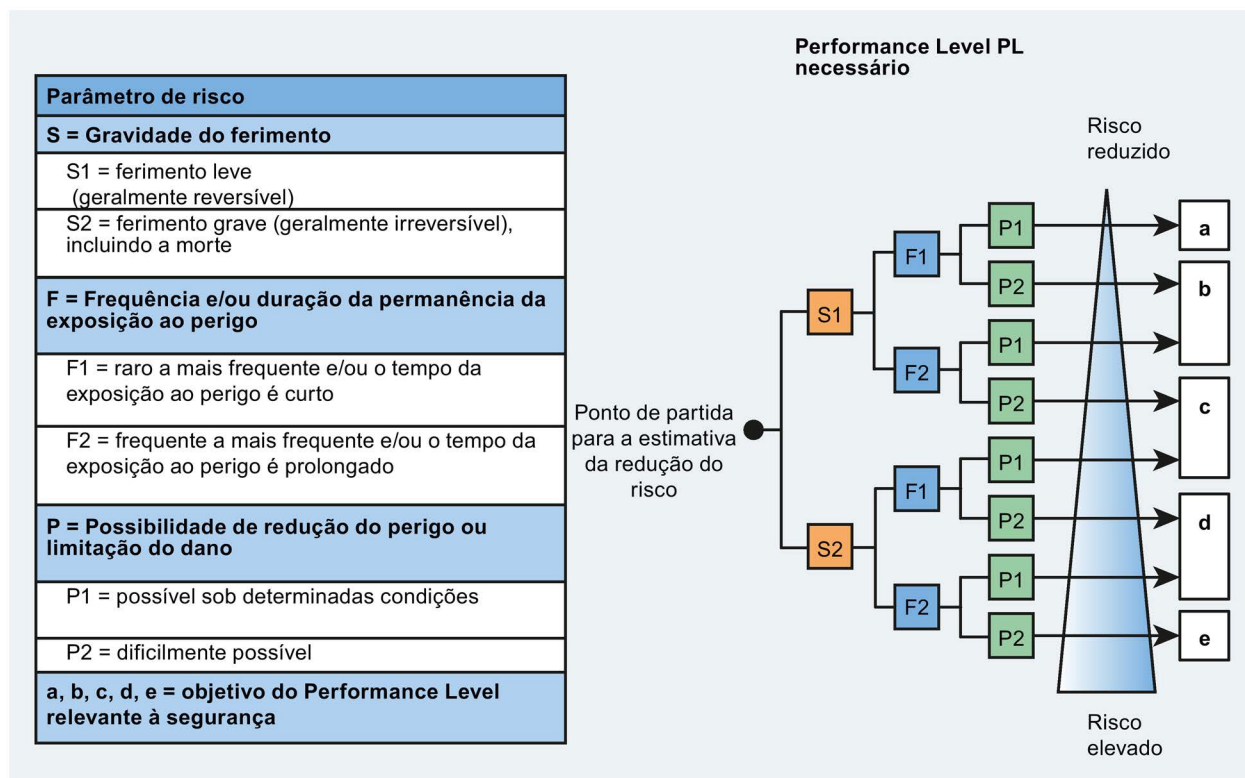 Performance Level PL
necessário
Parâmetro de risco
S = Gravidade do ferimento
S1 = ferimento leve
(geralmente reversível)
S2 = ferimento grave (geralmente irreversível),
incluindo a morte
F = Frequência e/ou duração da permanência da
exposição ao perigo
F1 = raro a mais frequente e/ou o tempo da
exposição ao perigo é curto
F2 = frequente a mais frequente e/ou o tempo da
exposição ao perigo é prolongado
P = Possibilidade de redução do perigo ou
limitação do dano
P1 = possível sob determinadas condições
P2 = dificilmente possível
a, b, c, d, e = objetivo do Performance Level
relevante à segurança
Ponto de partida
para a estimativa
da redução do
risco
S1
S2
F1
F2
F1
F2
P1
P2
P1
P2
P1
P2
P1
P2
Risco
reduzido
Risco
elevado
a
b
c
d
e